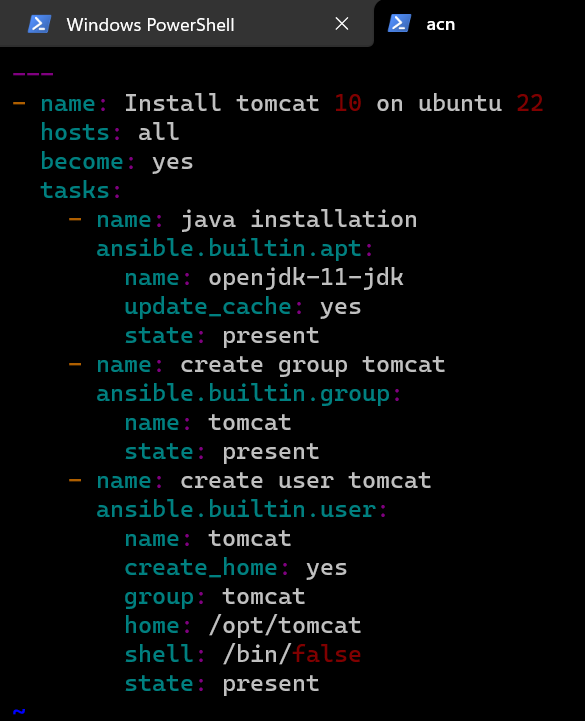 Windows PowerShell
acn
---
- name: Install tomcat 10 on ubuntu 22
  hosts: all
  become: yes
  tasks:
    - name: java installation
      ansible.builtin.apt:
        name: openjdk-11-jdk
        update_cache: yes
        state: present
    - name: create group tomcat
      ansible.builtin.group:
        name: tomcat
        state: present
    - name: create user tomcat
      ansible.builtin.user:
        name: tomcat
        create_home: yes
        group: tomcat
        home: /opt/tomcat
        shell: /bin/false
        state: present
~